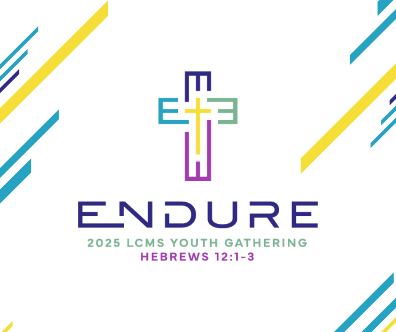 ENDURE
2025 LCMS YOUTH GATHERING
HEBREWS 12:1-3